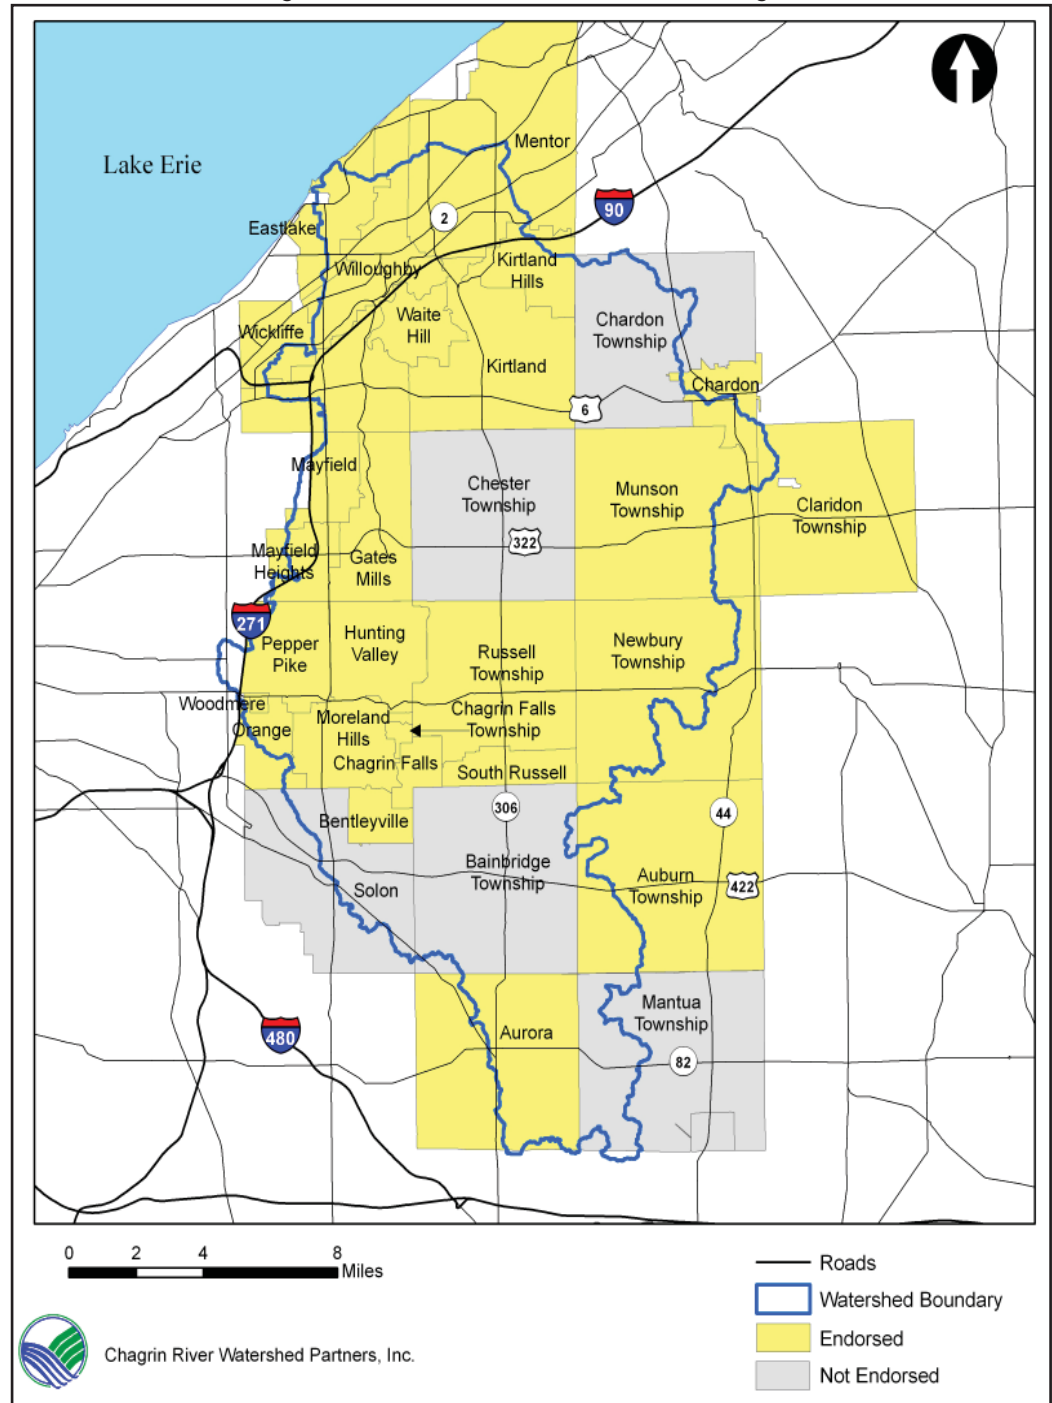 Mentor
Lake Erie
90
2
Eastlake
Willoughby
Kirtland
Hills
Waite
Hill
Chardon
Township
Wickliffe
Kirtland
Chardon
6
Mayfield
Chester
Township
Munson
Township
Claridon
Township
322
Mayfield
Heights
Gates
Mills
271
Pepper
Pike
Hunting
Valley
Russell
Township
Newbury
Township
Woodmere
Orange
Moreland
Hills
Chagrin Falls
Township
Chagrin Falls
South Russell
306
44
Bentleyville
Bainbridge
Township
Solon
Auburn
Township
422
Mantua
Township
Aurora
480
82
0 2 4 8
Miles
Roads
Watershed Boundary
Endorsed
Not Endorsed
Chagrin River Watershed Partners, Inc.